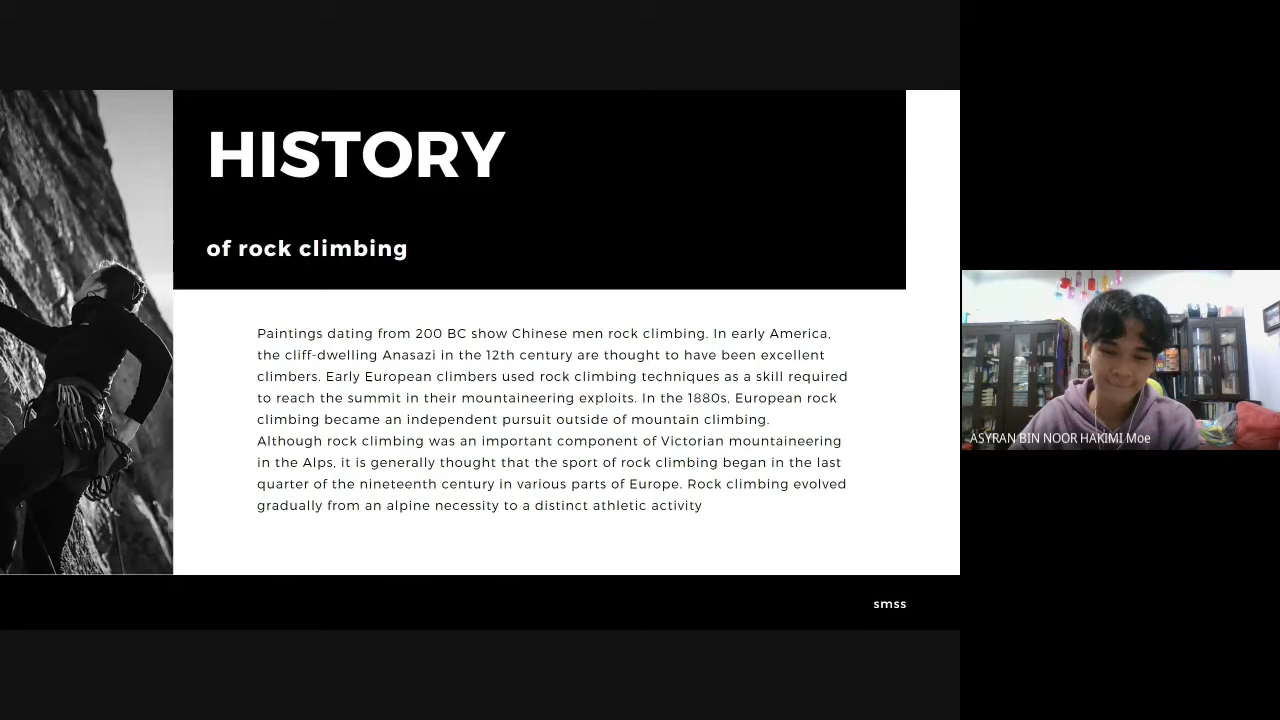 HISTORY
of rock climbing
Paintings dating from 200 BC show Chinese men rock climbing. In early America,
the cliff-dwelling Anasazi in the 12th century are thought to have been excellent
climbers. Early European climbers used rock climbing techniques as a skill required
to reach the summit in their mountaineering exploits. In the 1880s, European rock
climbing became an independent pursuit outside of mountain climbing.
Although rock climbing was an important component of Victorian mountaineering
in the Alps, it is generally thought that the sport of rock climbing began in the last
quarter of the nineteenth century in various parts of Europe. Rock climbing evolved
gradually from an alpine necessity to a distinct athletic activity
smss
ASYRAN BIN NOOR HAKIMI Moe